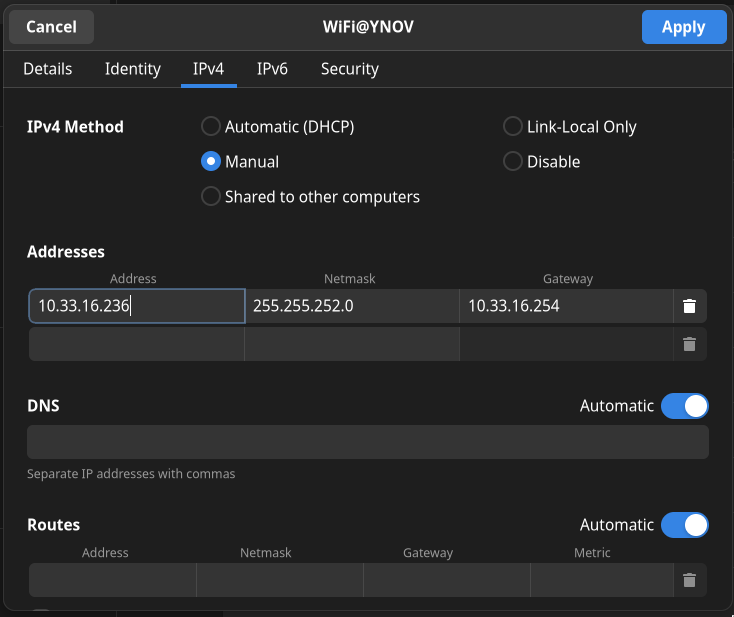 Cancel WiFi@YNOV Apply
Details Identity IPv4 IPv6 Security
IPv4 Method Automatic (DHCP) Link-Local Only
Manual Disable
Shared to other computers
Addresses
Address Netmask Gateway
10.33.16.236 255.255.252.0 10.33.16.254
DNS Automatic
Separate IP addresses with commas
Routes Automatic
Address Netmask Gateway Metric